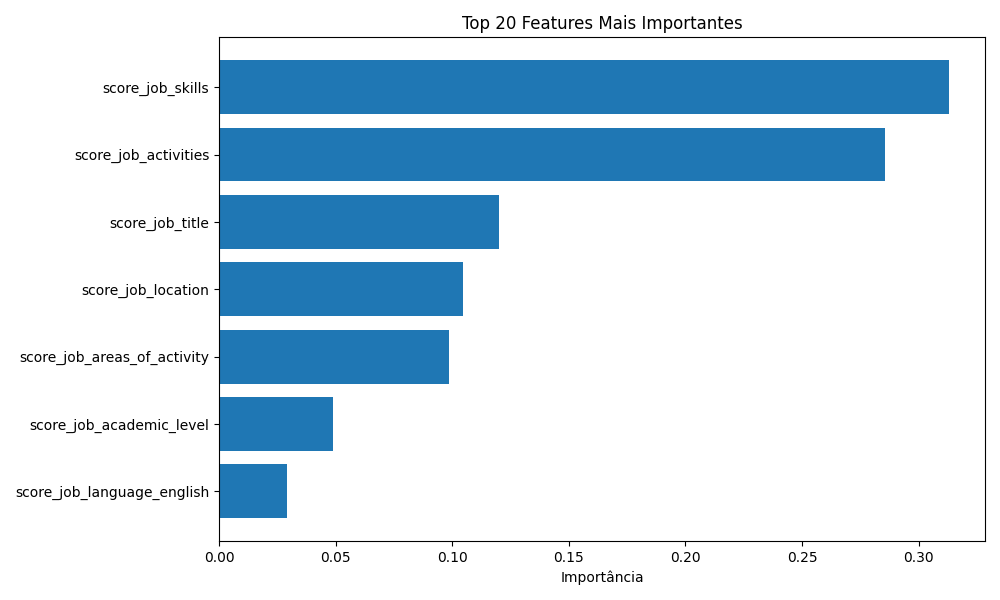 Top 20 Features Mais Importantes
score_job_skills
score_job_activities
score_job_title
score_job_location
score_job_areas_of_activity
score_job_academic_level
score_job_language_english
0.00 0.05 0.10 0.15 0.20 0.25 0.30
Importância